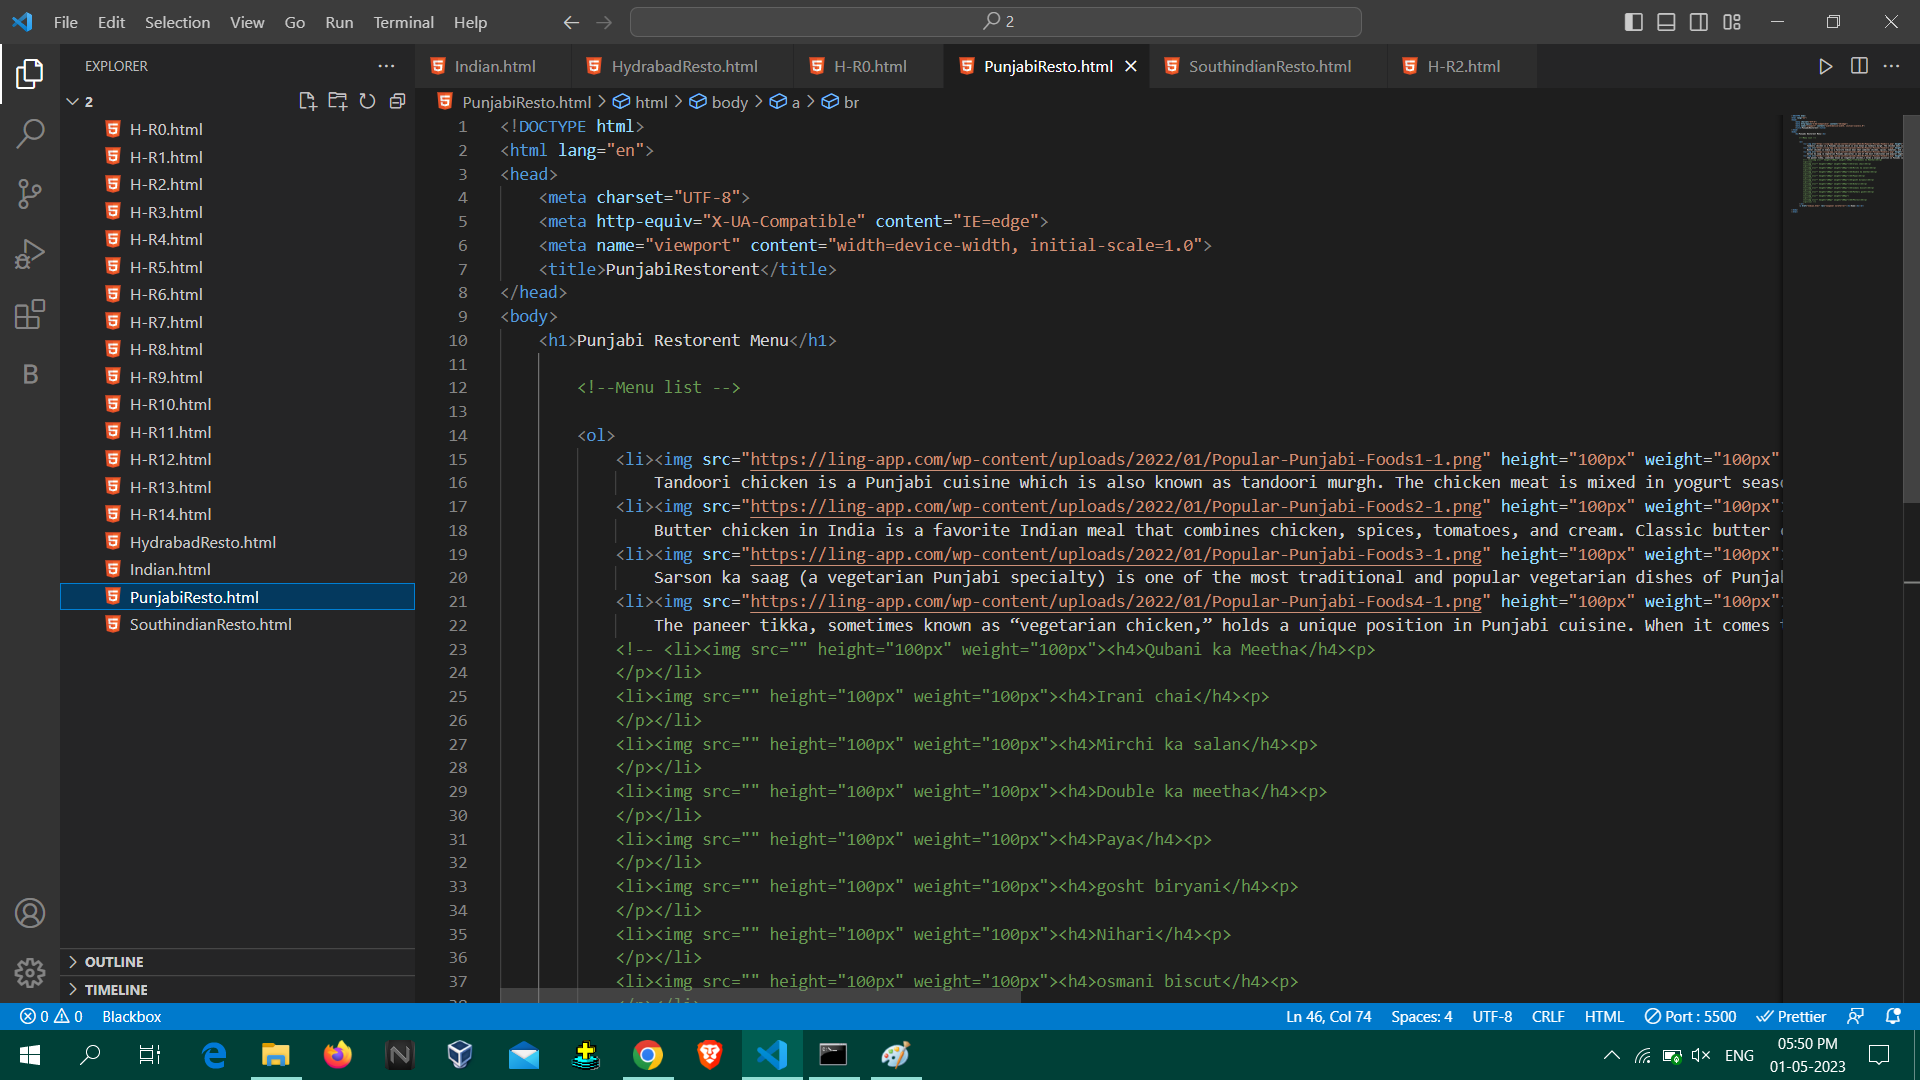 File Edit Selection View Go Run Terminal Help
2
EXPLORER
2
H-R0.html
H-R1.html
H-R2.html
H-R3.html
H-R4.html
H-R5.html
H-R6.html
H-R7.html
H-R8.html
H-R9.html
H-R10.html
H-R11.html
H-R12.html
H-R13.html
H-R14.html
HydrabadResto.html
Indian.html
PunjabiResto.html
SouthindianResto.html
OUTLINE
TIMELINE
Indian.html HydrabadResto.html H-R0.html PunjabiResto.html SouthindianResto.html H-R2.html
PunjabiResto.html > html > body > a > br
1 <!DOCTYPE html>
2 <html lang="en">
3 <head>
4 <meta charset="UTF-8">
5 <meta http-equiv="X-UA-Compatible" content="IE=edge">
6 <meta name="viewport" content="width=device-width, initial-scale=1.0">
7 <title>PunjabiRestorent</title>
8 </head>
9 <body>
10 <h1>Punjabi Restorent Menu</h1>
11
12 <!--Menu list -->
13
14 <ol>
15 <li><img src="https://ling-app.com/wp-content/uploads/2022/01/Popular-Punjabi-Foods1-1.png" height="100px" weight="100px"
16 Tandoori chicken is a Punjabi cuisine which is also known as tandoori murgh. The chicken meat is mixed in yogurt seas
17 <li><img src="https://ling-app.com/wp-content/uploads/2022/01/Popular-Punjabi-Foods2-1.png" height="100px" weight="100px"
18 Butter chicken in India is a favorite Indian meal that combines chicken, spices, tomatoes, and cream. Classic butter
19 <li><img src="https://ling-app.com/wp-content/uploads/2022/01/Popular-Punjabi-Foods3-1.png" height="100px" weight="100px"
20 Sarson ka saag (a vegetarian Punjabi specialty) is one of the most traditional and popular vegetarian dishes of Punja
21 <li><img src="https://ling-app.com/wp-content/uploads/2022/01/Popular-Punjabi-Foods4-1.png" height="100px" weight="100px"
22 The paneer tikka, sometimes known as “vegetarian chicken,” holds a unique position in Punjabi cuisine. When it comes
23 <!-- <li><img src="" height="100px" weight="100px"><h4>Qubani ka Meetha</h4><p>
24 </p></li>
25 <li><img src="" height="100px" weight="100px"><h4>Irani chai</h4><p>
26 </p></li>
27 <li><img src="" height="100px" weight="100px"><h4>Mirchi ka salan</h4><p>
28 </p></li>
29 <li><img src="" height="100px" weight="100px"><h4>Double ka meetha</h4><p>
30 </p></li>
31 <li><img src="" height="100px" weight="100px"><h4>Paya</h4><p>
32 </p></li>
33 <li><img src="" height="100px" weight="100px"><h4>gosht biryani</h4><p>
34 </p></li>
35 <li><img src="" height="100px" weight="100px"><h4>Nihari</h4><p>
36 </p></li>
37 <li><img src="" height="100px" weight="100px"><h4>osmani biscut</h4><p>
38 </p></li>
0 0 Blackbox Ln 46, Col 74 Spaces: 4 UTF-8 CRLF HTML Port : 5500 Prettier
ENG
05:50 PM
01-05-2023